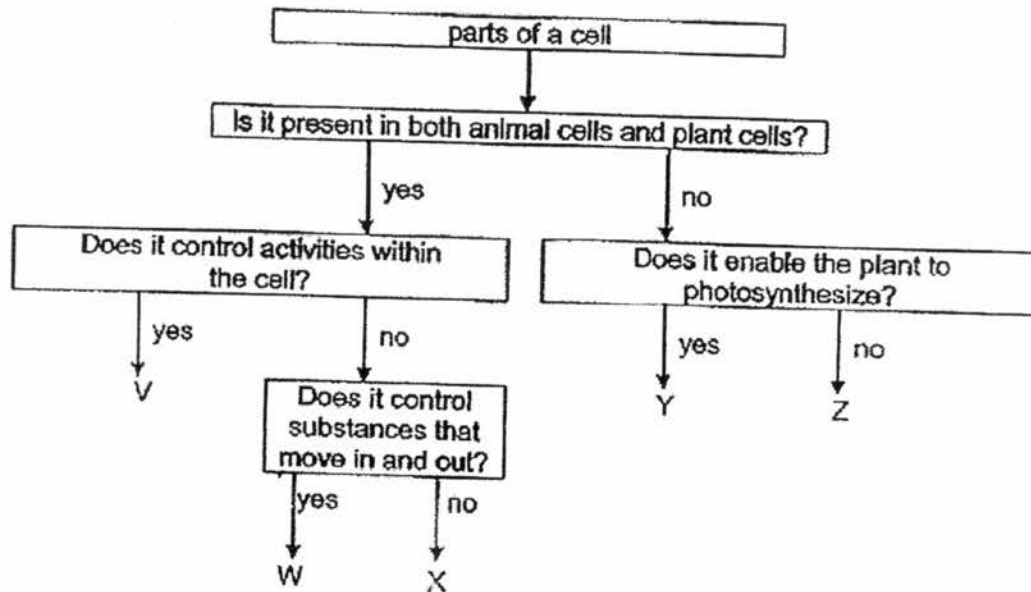 parts of a cell
Is it present in both animal cells and plant cells?
yes
no
Does it control activities within
the cell?
Does it enable the plant to
photosynthesize?
yes
no
yes
no
V
Does it control
substances that
move in and out?
Y
Z
yes
no
W
X